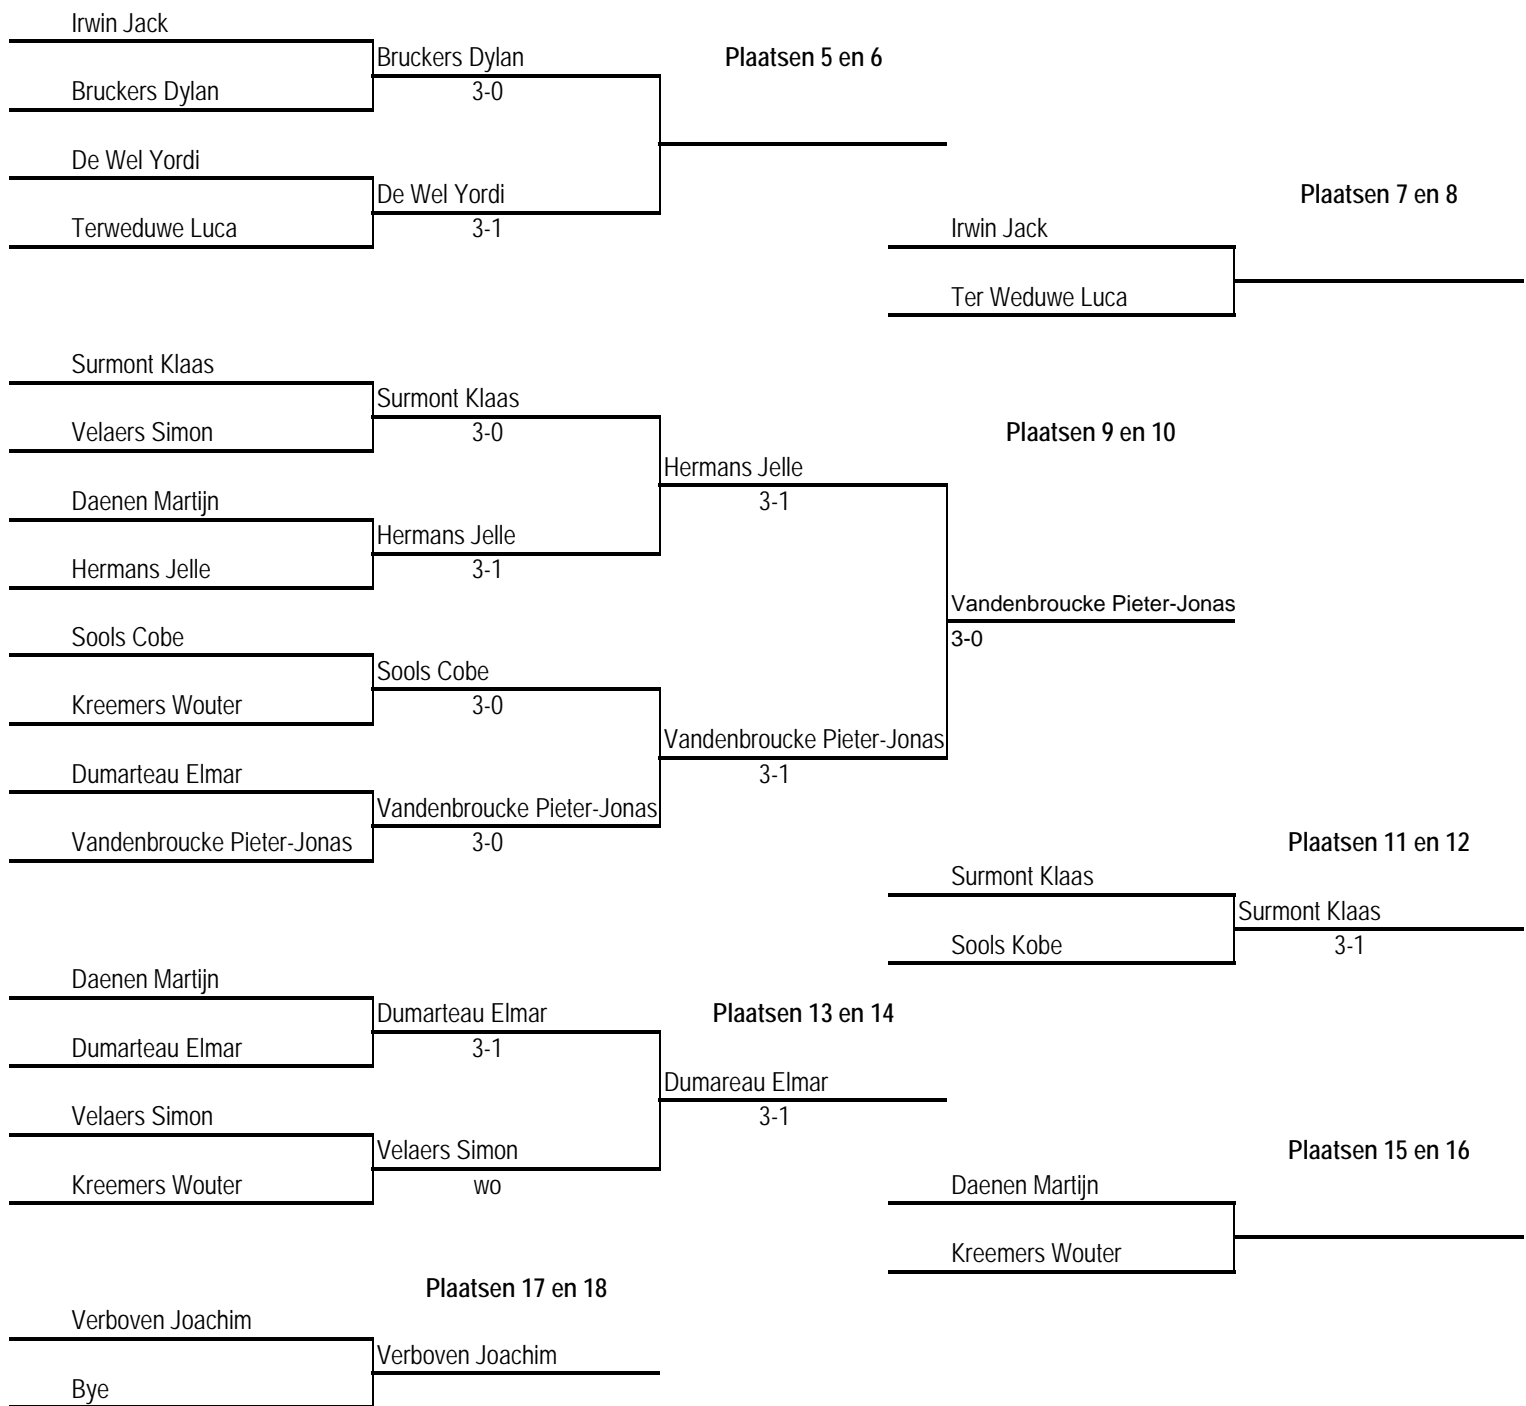 Irwin Jack
Bruckers Dylan Plaatsen 5 en 6
Bruckers Dylan 3-0
De Wel Yordi
De Wel Yordi Plaatsen 7 en 8
Terweduwe Luca 3-1 Irwin Jack
Ter Weduwe Luca
Surmont Klaas
Surmont Klaas
Velaers Simon 3-0 Plaatsen 9 en 10
Hermans Jelle
Daenen Martijn 3-1
Hermans Jelle
Hermans Jelle 3-1
Vandenbroucke Pieter-Jonas
Sools Cobe 3-0
Sools Cobe
Kreemers Wouter 3-0
Vandenbroucke Pieter-Jonas
Dumarteau Elmar 3-1
Vandenbroucke Pieter-Jonas
Vandenbroucke Pieter-Jonas 3-0 Plaatsen 11 en 12
Surmont Klaas
Surmont Klaas
Sools Kobe 3-1
Daenen Martijn
Dumarteau Elmar Plaatsen 13 en 14
Dumarteau Elmar 3-1
Dumareau Elmar
Velaers Simon 3-1
Velaers Simon Plaatsen 15 en 16
Kreemers Wouter wo Daenen Martijn
Kreemers Wouter
Plaatsen 17 en 18
Verboven Joachim
Verboven Joachim
Bye